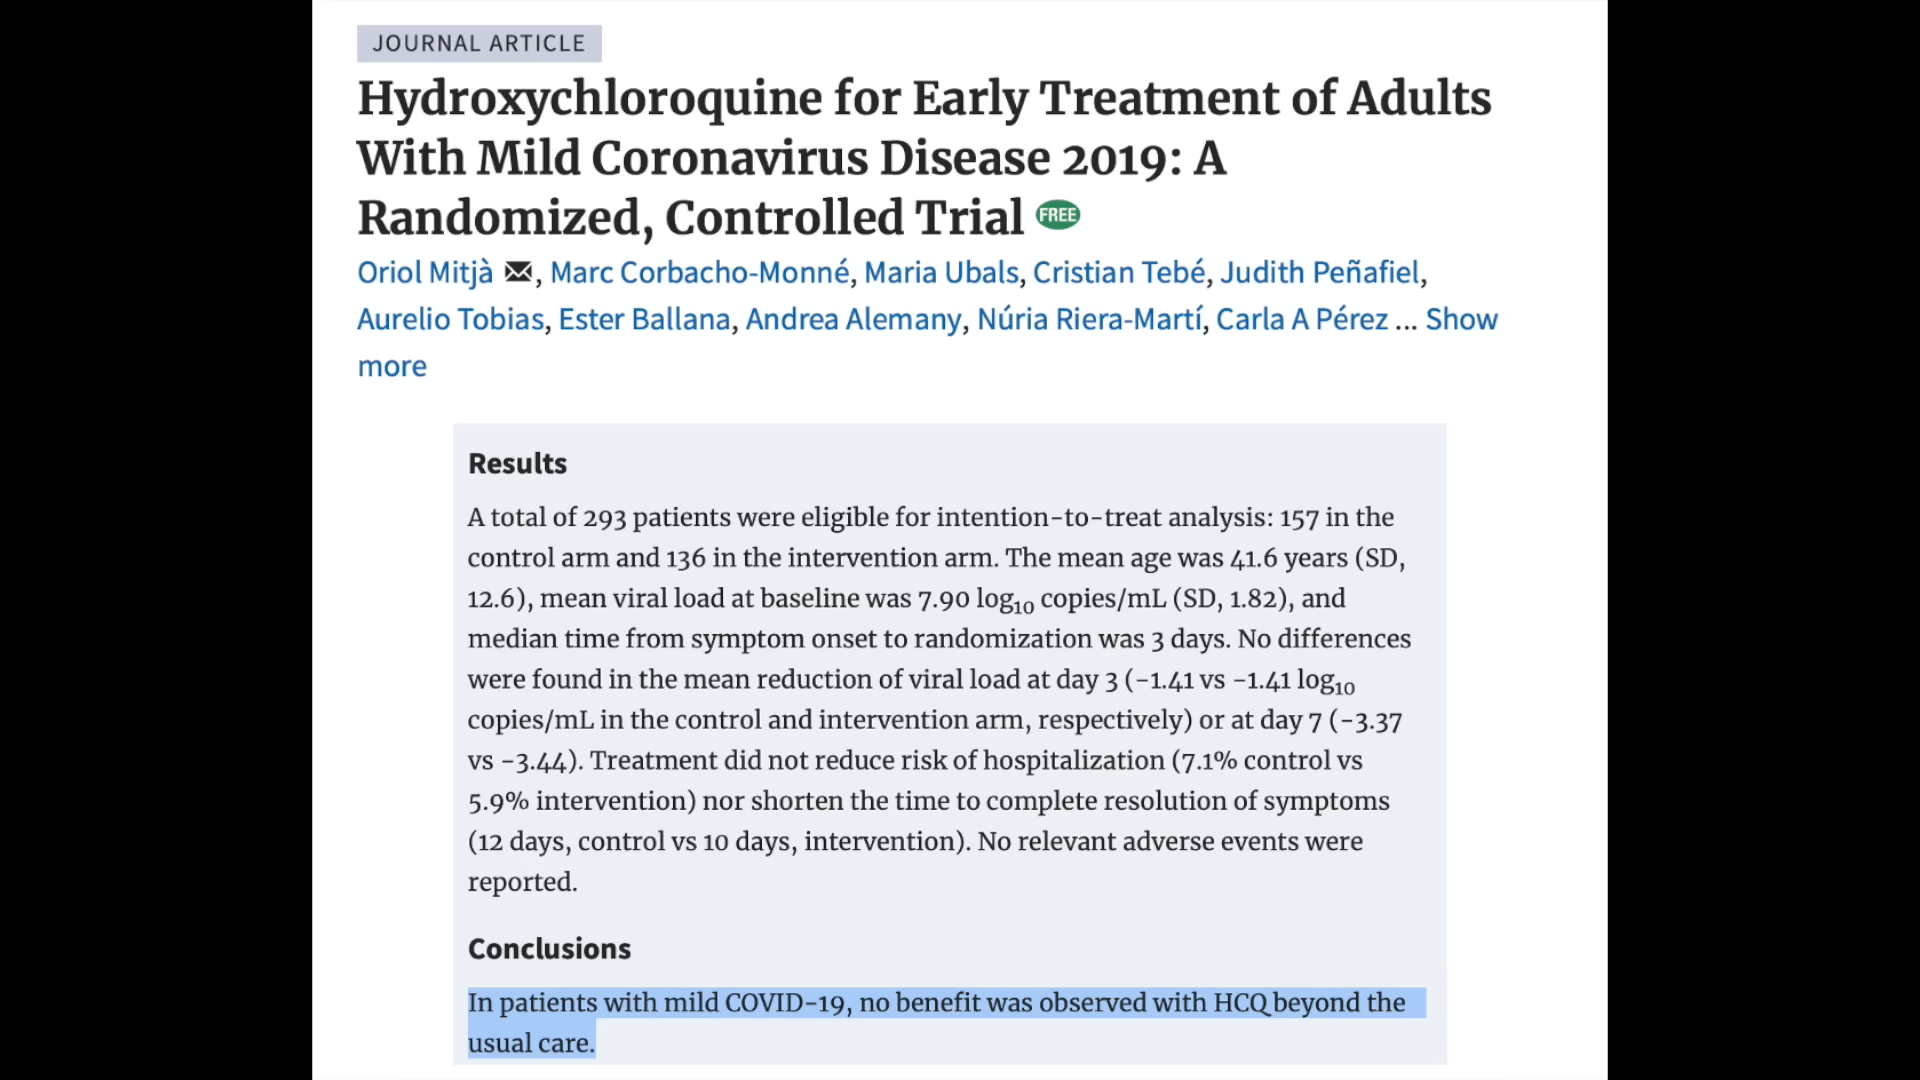 JOURNAL ARTICLE
Hydroxychloroquine for Early Treatment of Adults
With Mild Coronavirus Disease 2019: A
Randomized, Controlled Trial FREE
Oriol Mitjà, Marc Corbacho-Monné, Maria Ubals, Cristian Tebé, Judith Peñafiel,
Aurelio Tobias, Ester Ballana, Andrea Alemany, Núria Riera-Martí, Carla A Pérez ... Show
more
Results
A total of 293 patients were eligible for intention-to-treat analysis: 157 in the
control arm and 136 in the intervention arm. The mean age was 41.6 years (SD,
12.6), mean viral load at baseline was 7.90 log10 copies/mL (SD, 1.82), and
median time from symptom onset to randomization was 3 days. No differences
were found in the mean reduction of viral load at day 3 (−1.41 vs −1.41 log10
copies/mL in the control and intervention arm, respectively) or at day 7 (−3.37
vs −3.44). Treatment did not reduce risk of hospitalization (7.1% control vs
5.9% intervention) nor shorten the time to complete resolution of symptoms
(12 days, control vs 10 days, intervention). No relevant adverse events were
reported.
Conclusions
In patients with mild COVID-19, no benefit was observed with HCQ beyond the
usual care.